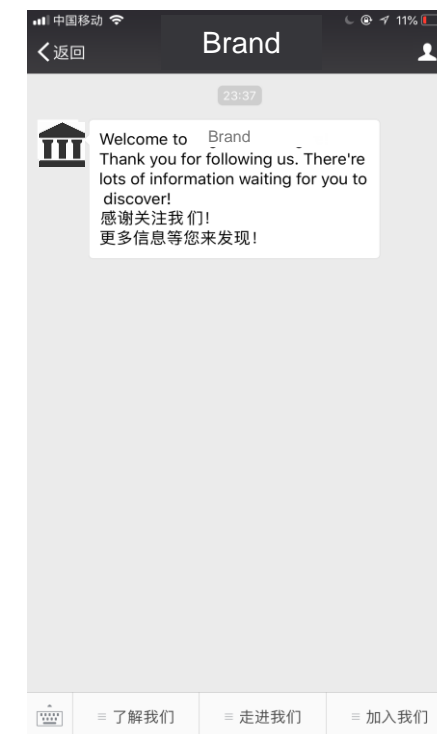 中国移动 11%
返回 Brand
23:37
Welcome to Brand
Thank you for following us. There're
lots of information waiting for you to
discover!
感谢关注我们!
更多信息等您来发现!
≡ 了解我们 ≡ 走进我们 ≡ 加入我们